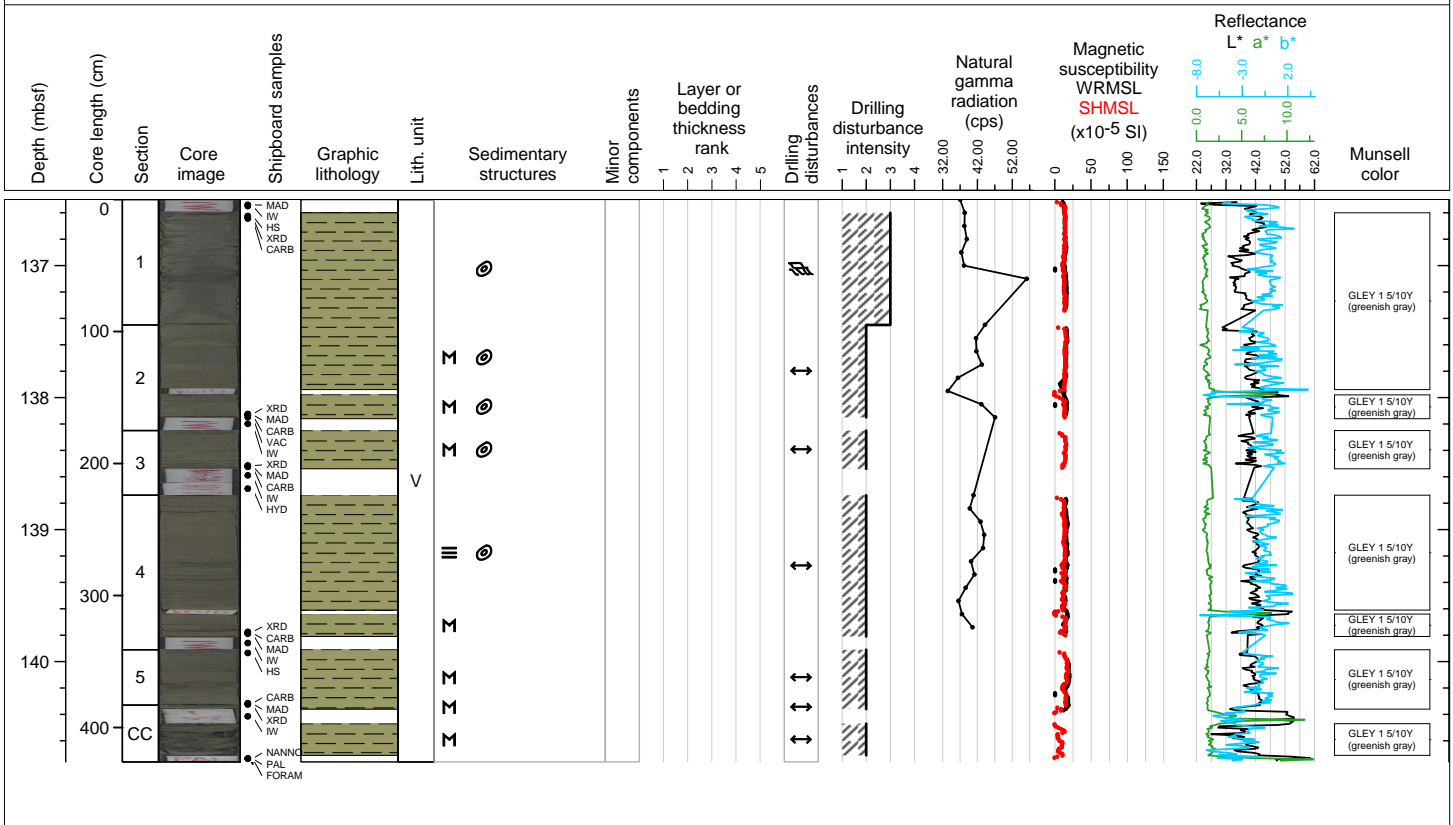 Depth (mbsf)
Core length (cm)
Section
Core
image
Shipboard samples
Graphic
lithology
Lith. unit
Sedimentary
structures
Minor
components
Layer or
bedding
thickness
rank
1 2 3 4 5
Drilling
disturbances
Drilling
disturbance
intensity
1 2 3 4
Natural
gamma
radiation
(cps)
32.00 42.00 52.00
Magnetic
susceptibility
WRMSL
SHMSL
(x10-5 SI)
0 50 100 150
Reflectance
L* a* b*
-8.0 -3.0 2.0
0.0 5.0 10.0
22.0 32.0 42.0 52.0 62.0
Munsell
color
0
MAD
IW
HS
XRD
CARB
137
1
100
2
138
XRD
MAD
CARB
VAC
IW
200
3
XRD
MAD
CARB
IW
HYD
V
139
4
300
XRD
CARB
MAD
IW
HS
140
5
CARB
MAD
XRD
IW
400
CC
NANNO
PAL
FORAM
M
M
M
M
M
M
M
GLEY 1 5/10Y
(greenish gray)
GLEY 1 5/10Y
(greenish gray)
GLEY 1 5/10Y
(greenish gray)
GLEY 1 5/10Y
(greenish gray)
GLEY 1 5/10Y
(greenish gray)
GLEY 1 5/10Y
(greenish gray)
GLEY 1 5/10Y
(greenish gray)